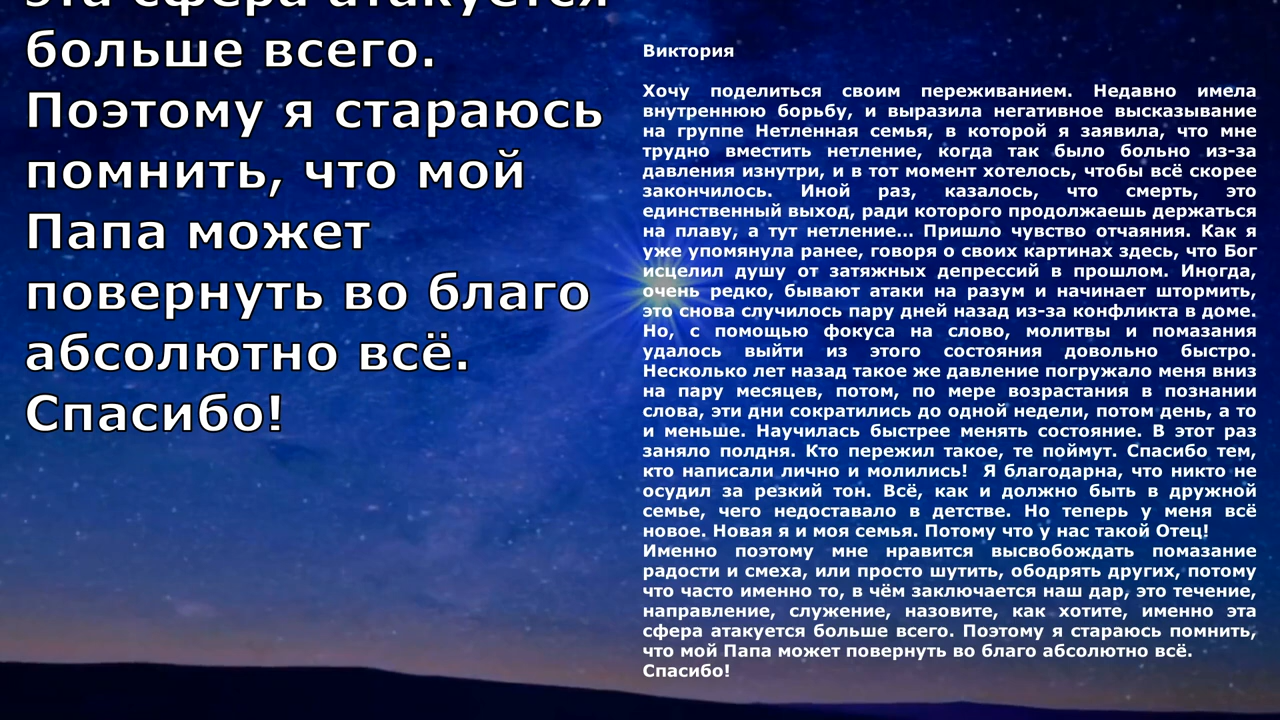 эта сфера атакуется
больше всего.
Поэтому я стараюсь
помнить, что мой
Папа может
повернуть во благо
абсолютно всё.
Спасибо!
Виктория
Хочу поделиться своим переживанием. Недавно имела
внутреннюю борьбу, и выразила негативное высказывание
на группе Нетленная семья, в которой я заявила, что мне
трудно вместить нетление, когда так было больно из-за
давления изнутри, и в тот момент хотелось, чтобы всё скорее
закончилось. Иной раз, казалось, что смерть, это
единственный выход, ради которого продолжаешь держаться
на плаву, а тут нетление... Пришло чувство отчаяния. Как я
уже упомянула ранее, говоря о своих картинах здесь, что Бог
исцелил душу от затяжных депрессий в прошлом. Иногда,
очень редко, бывают атаки на разум и начинает штормить,
это снова случилось пару дней назад из-за конфликта в доме.
Но, с помощью фокуса на слово, молитвы и помазания
удалось выйти из этого состояния довольно быстро.
Несколько лет назад такое же давление погружало меня вниз
на пару месяцев, потом, по мере возрастания в познании
слова, эти дни сократились до одной недели, потом день, а то
и меньше. Научилась быстрее менять состояние. В этот раз
заняло полдня. Кто пережил такое, те поймут. Спасибо тем,
кто написали лично и молились! Я благодарна, что никто не
осудил за резкий тон. Всё, как и должно быть в дружной
семье, чего недоставало в детстве. Но теперь у меня всё
новое. Новая я и моя семья. Потому что у нас такой Отец!
Именно поэтому мне нравится высвобождать помазание
радости и смеха, или просто шутить, ободрять других, потому
что часто именно то, в чём заключается наш дар, это течение,
направление, служение, назовите, как хотите, именно эта
сфера атакуется больше всего. Поэтому я стараюсь помнить,
что мой Папа может повернуть во благо абсолютно всё.
Спасибо!